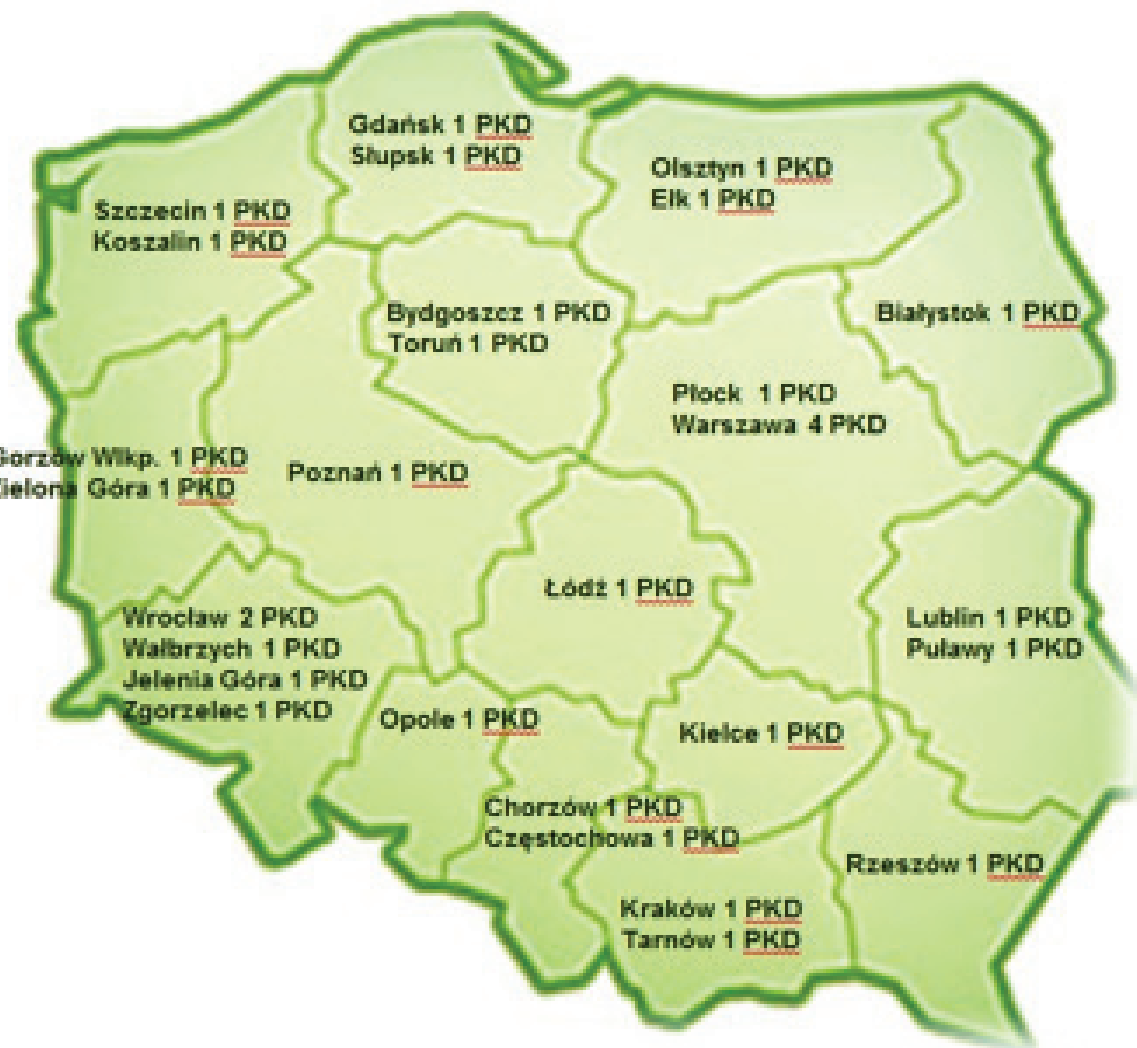 Gdańsk 1 PKD
Słupsk 1 PKD
Olsztyn 1 PKD
Ełk 1 PKD
Szczecin 1 PKD
Koszalin 1 PKD
Bydgoszcz 1 PKD
Toruń 1 PKD
Białystok 1 PKD
Płock 1 PKD
Warszawa 4 PKD
Gorzów Wlkp. 1 PKD
Zielona Góra 1 PKD
Poznań 1 PKD
Łódź 1 PKD
Wrocław 2 PKD
Wałbrzych 1 PKD
Jelenia Góra 1 PKD
Zgorzelec 1 PKD
Lublin 1 PKD
Puławy 1 PKD
Opole 1 PKD
Kielce 1 PKD
Chorzów 1 PKD
Częstochowa 1 PKD
Rzeszów 1 PKD
Kraków 1 PKD
Tarnów 1 PKD